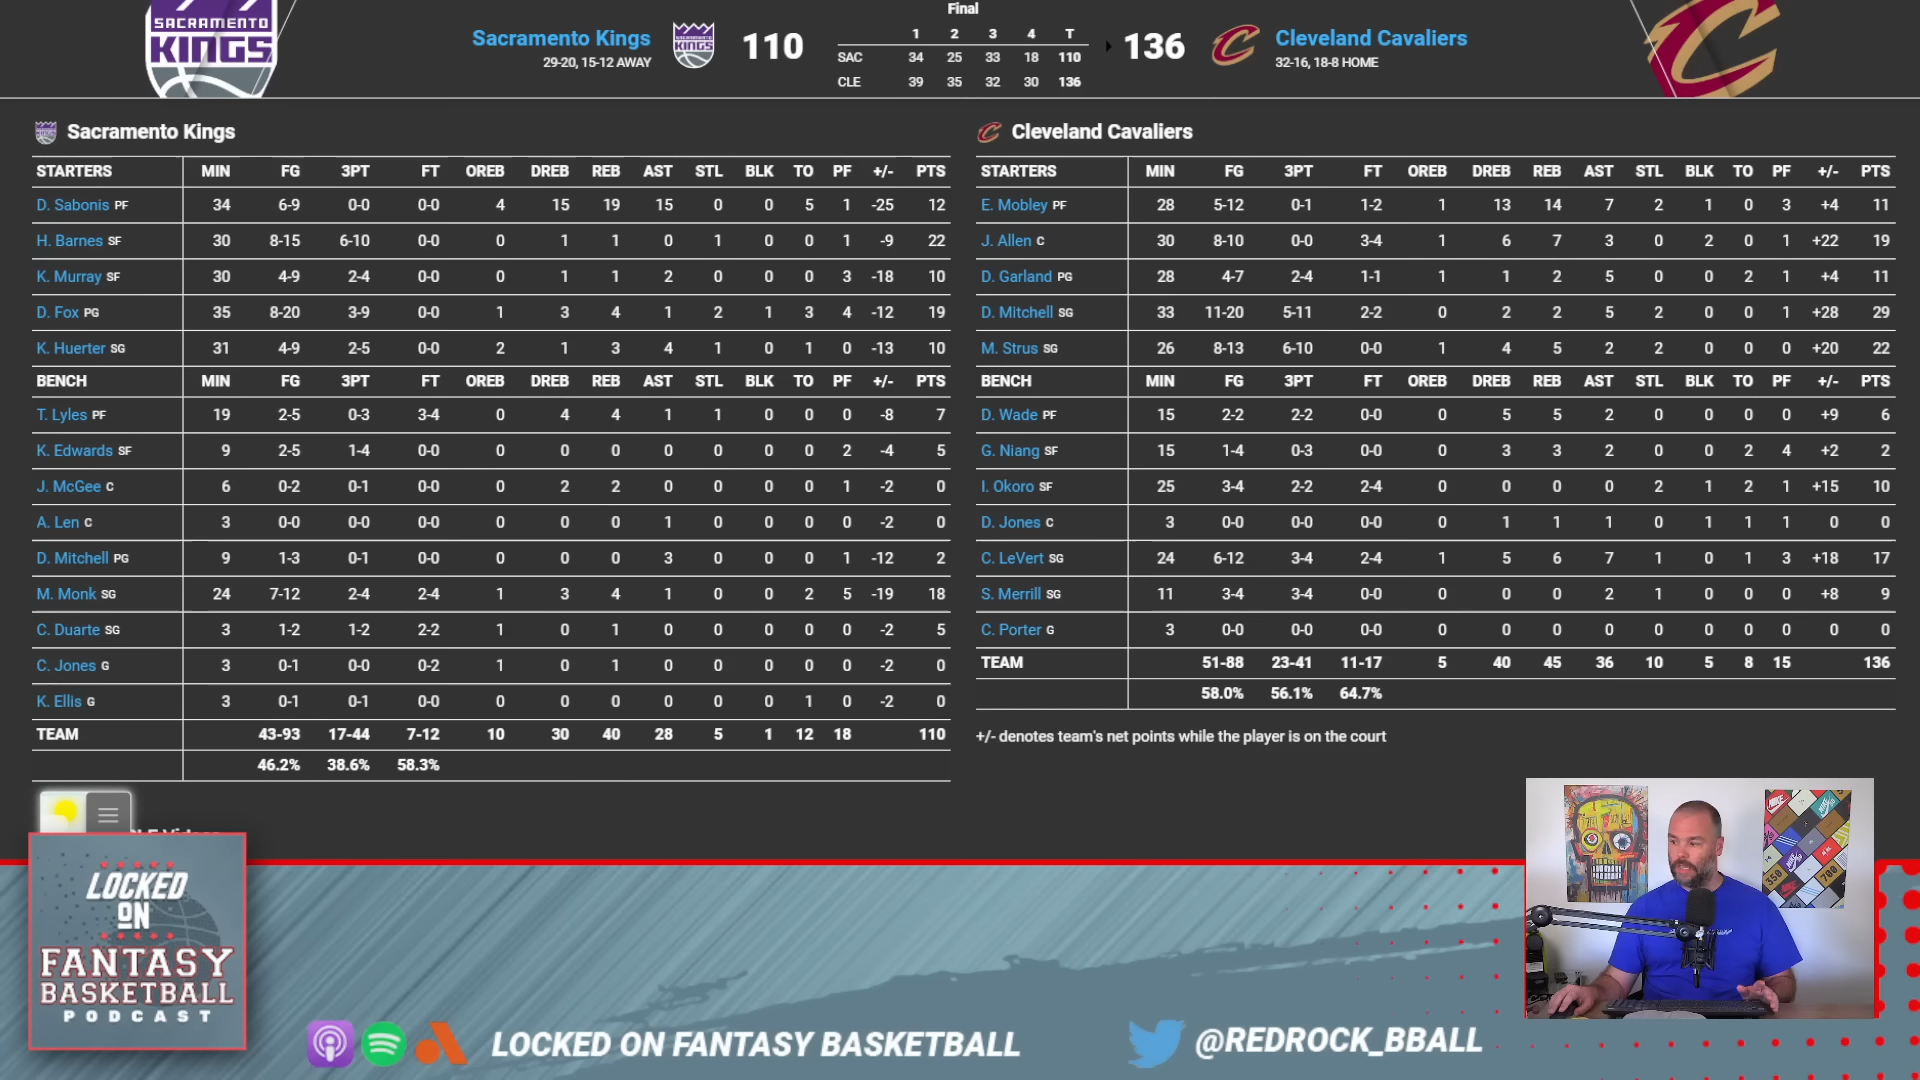 SACRAMENTO
KINGS
Sacramento Kings
29-20, 15-12 AWAY
SACRAMENTO
KINGS
110
Final
1 2 3 4 T
SAC 34 25 33 18 110
CLE 39 35 32 30 136
136
Cleveland Cavaliers
32-16, 18-8 HOME
Sacramento Kings
STARTERS MIN FG 3PT FT OREB DREB REB AST STL BLK TO PF +/- PTS
D. Sabonis PF 34 6-9 0-0 0-0 4 15 19 15 0 0 5 1 -25 12
H. Barnes SF 30 8-15 6-10 0-0 0 1 1 0 1 0 0 1 -9 22
K. Murray SF 30 4-9 2-4 0-0 0 1 1 2 0 0 0 3 -18 10
D. Fox PG 35 8-20 3-9 0-0 1 3 4 1 2 1 3 4 -12 19
K. Huerter SG 31 4-9 2-5 0-0 2 1 3 4 1 0 1 0 -13 10
BENCH MIN FG 3PT FT OREB DREB REB AST STL BLK TO PF +/- PTS
T. Lyles PF 19 2-5 0-3 3-4 0 4 4 1 1 0 0 0 -8 7
K. Edwards SF 9 2-5 1-4 0-0 0 0 0 0 0 0 0 2 -4 5
J. McGee C 6 0-2 0-1 0-0 0 2 2 0 0 0 0 1 -2 0
A. Len C 3 0-0 0-0 0-0 0 0 0 1 0 0 0 0 -2 0
D. Mitchell PG 9 1-3 0-1 0-0 0 0 0 3 0 0 0 1 -12 2
M. Monk SG 24 7-12 2-4 2-4 1 3 4 1 0 0 2 5 -19 18
C. Duarte SG 3 1-2 1-2 2-2 1 0 1 0 0 0 0 0 -2 5
C. Jones G 3 0-1 0-0 0-2 1 0 1 0 0 0 0 0 -2 0
K. Ellis G 3 0-1 0-1 0-0 0 0 0 0 0 0 1 0 -2 0
TEAM 43-93 17-44 7-12 10 30 40 28 5 1 12 18 110
46.2% 38.6% 58.3%
Cleveland Cavaliers
STARTERS MIN FG 3PT FT OREB DREB REB AST STL BLK TO PF +/- PTS
E. Mobley PF 28 5-12 0-1 1-2 1 13 14 7 2 1 0 3 +4 11
J. Allen C 30 8-10 0-0 3-4 1 6 7 3 0 2 0 1 +22 19
D. Garland PG 28 4-7 2-4 1-1 1 1 2 5 0 0 2 1 +4 11
D. Mitchell SG 33 11-20 5-11 2-2 0 2 2 5 2 0 0 1 +28 29
M. Strus SG 26 8-13 6-10 0-0 1 4 5 2 2 0 0 0 +20 22
BENCH MIN FG 3PT FT OREB DREB REB AST STL BLK TO PF +/- PTS
D. Wade PF 15 2-2 2-2 0-0 0 5 5 2 0 0 0 0 +9 6
G. Niang SF 15 1-4 0-3 0-0 0 3 3 2 0 0 2 4 +2 2
I. Okoro SF 25 3-4 2-2 2-4 0 0 0 0 2 1 2 1 +15 10
D. Jones C 3 0-0 0-0 0-0 0 1 1 1 0 1 1 1 0 0
C. LeVert SG 24 6-12 3-4 2-4 1 5 6 7 1 0 1 3 +18 17
S. Merrill SG 11 3-4 3-4 0-0 0 0 0 2 1 0 0 0 +8 9
C. Porter G 3 0-0 0-0 0-0 0 0 0 0 0 0 0 0 0 0
TEAM 51-88 23-41 11-17 5 40 45 36 10 5 8 15 136
58.0% 56.1% 64.7%
+/- denotes team's net points while the player is on the court
LOCKED
ON
FANTASY
BASKETBALL
PODCAST
LOCKED ON FANTASY BASKETBALL
@REDROCK_BBALL
NIKE
350
700